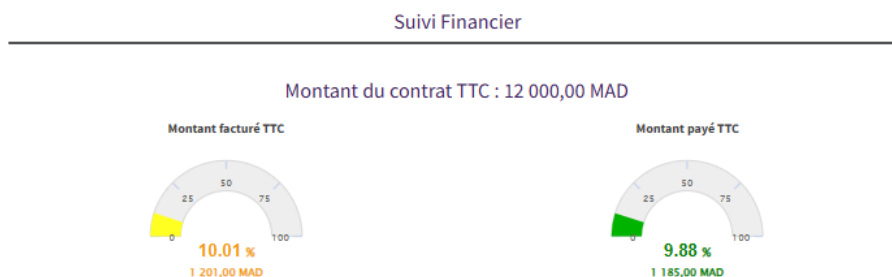 Suivi Financier
Montant du contrat TTC : 12 000,00 MAD
Montant facturé TTC
0
25
50
75
100
10.01 %
1 201,00 MAD
Montant payé TTC
0
25
50
75
100
9.88 %
1 185,00 MAD